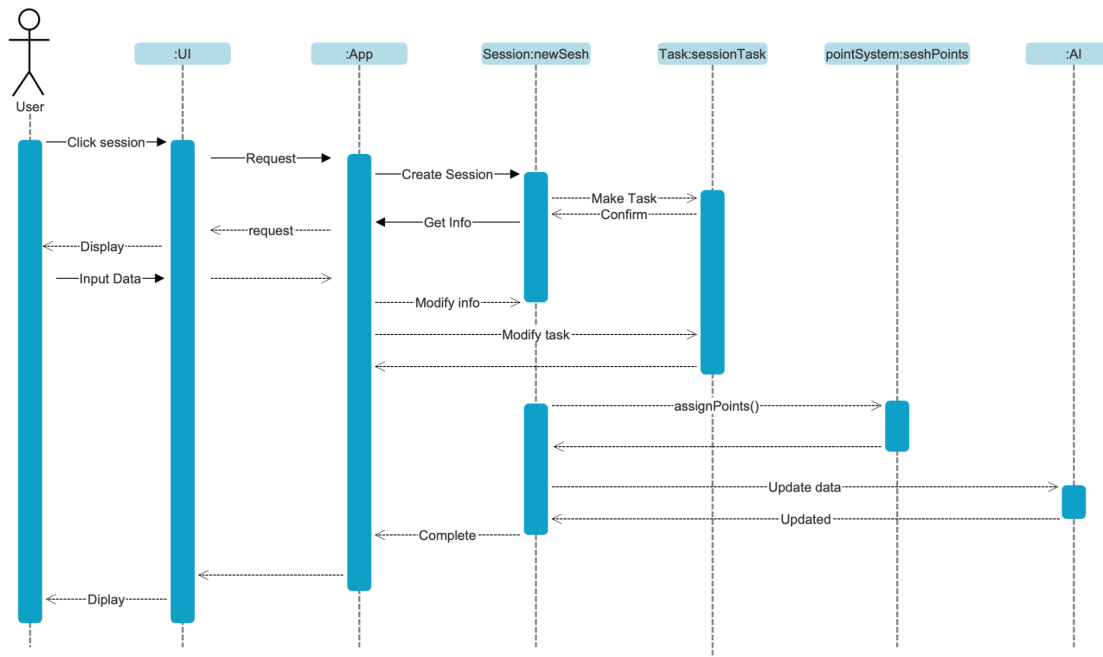 :UI
:App
Session:newSesh
Task:sessionTask
pointSystem:seshPoints
:AI
User
Click session
Request
Create Session
Make Task
Confirm
Get Info
request
Display
Input Data
Modify info
Modify task
assignPoints()
Update data
Updated
Complete
Diplay